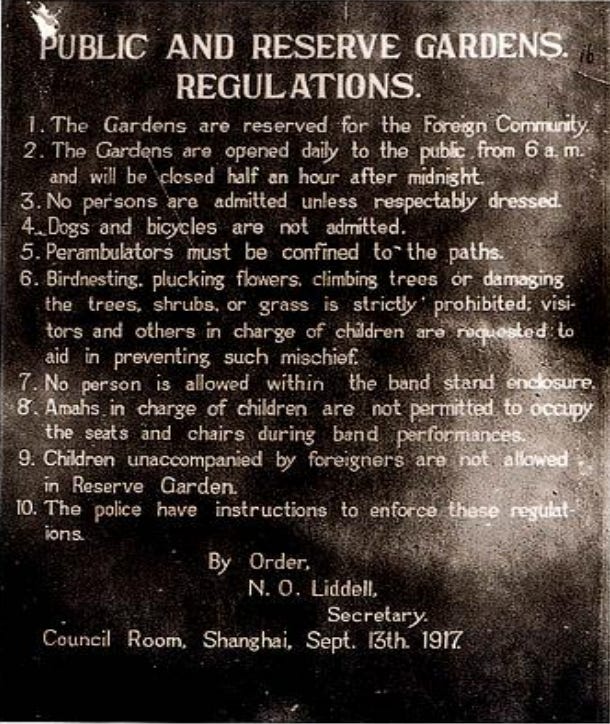 PUBLIC AND RESERVE GARDENS.
REGULATIONS.
1. The Gardens are reserved for the Foreign Community.
2. The Gardens are opened daily to the public from 6 a. m.
and will be closed half an hour after midnight.
3. No persons are admitted unless respectably dressed.
4. Dogs and bicycles are not admitted.
5. Perambulators must be confined to the paths.
6. Birdnesting, plucking flowers, climbing trees or damaging
the trees, shrubs, or grass is strictly prohibited; visi-
tors and others in charge of children are requested to
aid in preventing such mischief.
7. No person is allowed within the band stand enclosure.
8. Amahs in charge of children are not permitted to occupy
the seats and chairs during band performances.
9. Children unaccompanied by foreigners are not allowed
in Reserve Garden.
10. The police have instructions to enforce these regulat-
ions.
By Order,
N. O. Liddell,
Secretary.
Council Room, Shanghai, Sept. 13th. 1917.
16